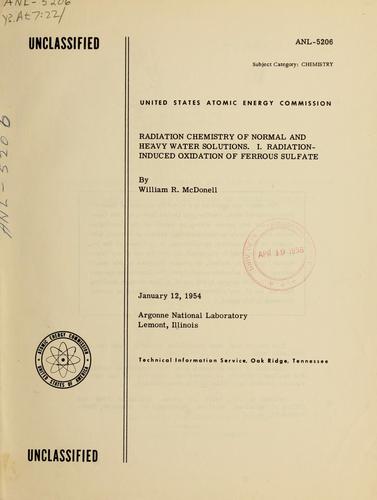 ANL-5206
Y3.At7:22/
UNCLASSIFIED
ANL-5206
Subject Category: CHEMISTRY
UNITED STATES ATOMIC ENERGY COMMISSION
RADIATION CHEMISTRY OF NORMAL AND
HEAVY WATER SOLUTIONS. I. RADIATION-
INDUCED OXIDATION OF FERROUS SULFATE
By
William R. McDonell
ANL-5206
January 12, 1954
Argonne National Laboratory
Lemont, Illinois
Technical Information Service, Oak Ridge, Tennessee
ATOMIC ENERGY COMMISSION
UNITED STATES OF AMERICA
UNCLASSIFIED